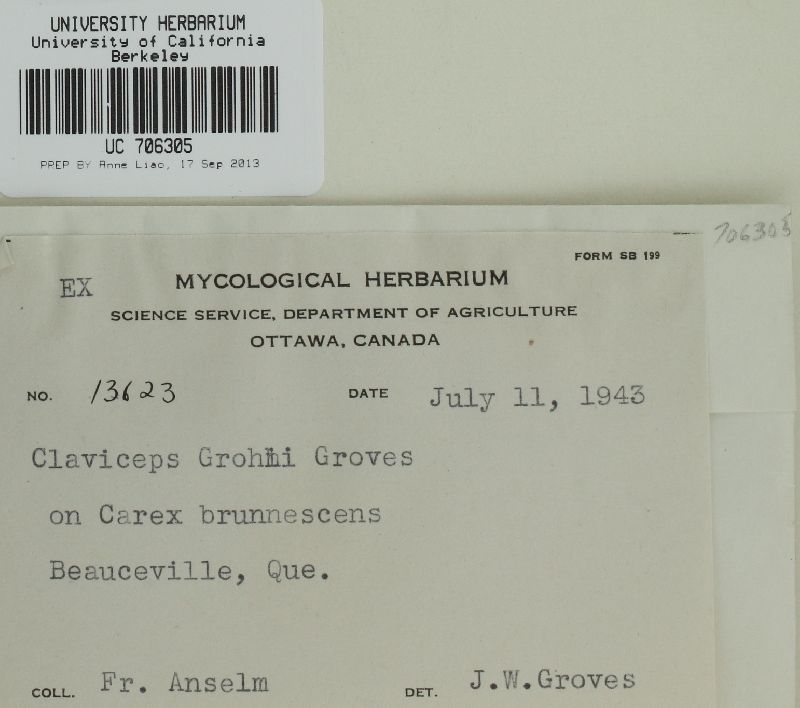 UNIVERSITY HERBARIUM
University of California
Berkeley
UC 706305
PREP BY Anne Liao, 17 Sep 2013
706305
FORM SB 199
EX MYCOLOGICAL HERBARIUM
SCIENCE SERVICE, DEPARTMENT OF AGRICULTURE
OTTAWA, CANADA
NO. 13623 DATE July 11, 1943
Claviceps Grohii Groves
on Carex brunnescens
Beauceville, Que.
COLL. Fr. Anselm DET. J.W.Groves